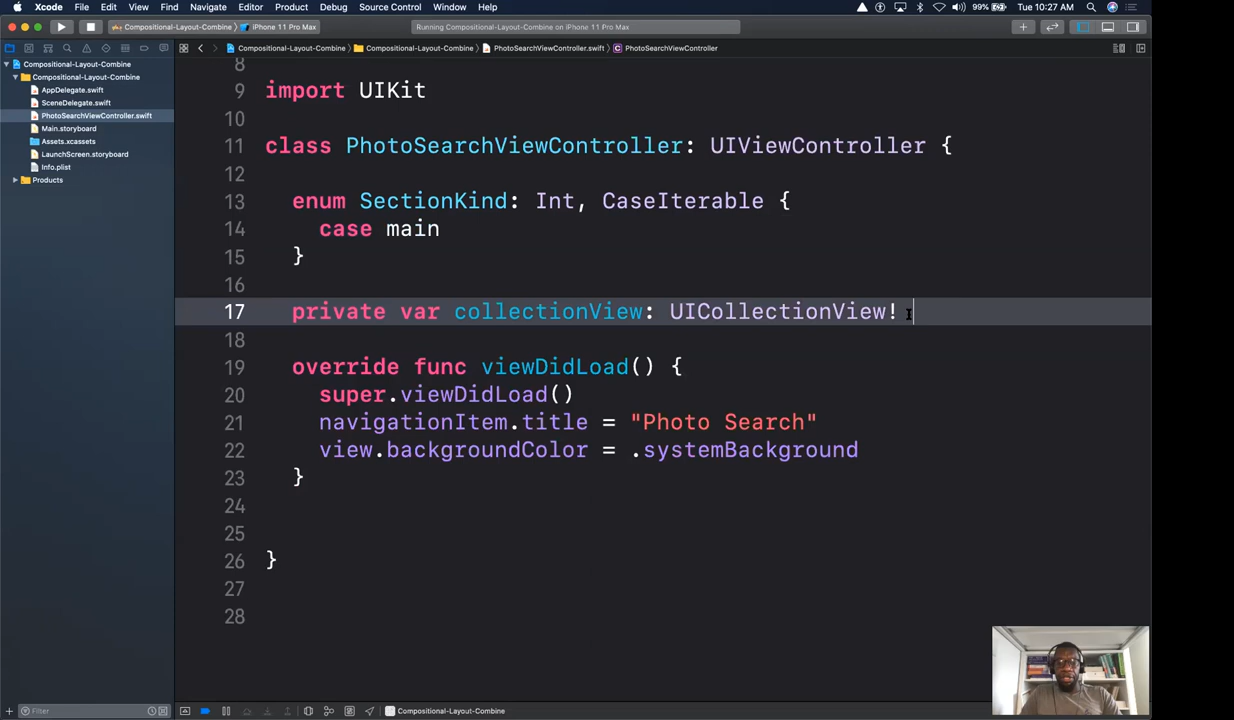 Xcode File Edit View Find Navigate Editor Product Debug Source Control Window Help 99% Tue 10:27 AM
Compositional-Layout-Combine iPhone 11 Pro Max Running Compositional-Layout-Combine on iPhone 11 Pro Max
Compositional-Layout-Combine Compositional-Layout-Combine PhotoSearchViewController.swift C PhotoSearchViewController
Compositional-Layout-Combine
Compositional-Layout-Combine
AppDelegate.swift
SceneDelegate.swift
PhotoSearchViewController.swift
Main.storyboard
Assets.xcassets
LaunchScreen.storyboard
Info.plist
Products
8
9 import UIKit
10
11 class PhotoSearchViewController: UIViewController {
12
13 enum SectionKind: Int, CaseIterable {
14 case main
15 }
16
17 private var collectionView: UICollectionView!
18
19 override func viewDidLoad() {
20 super.viewDidLoad()
21 navigationItem.title = "Photo Search"
22 view.backgroundColor = .systemBackground
23 }
24
25
26 }
27
28
Filter Compositional-Layout-Combine